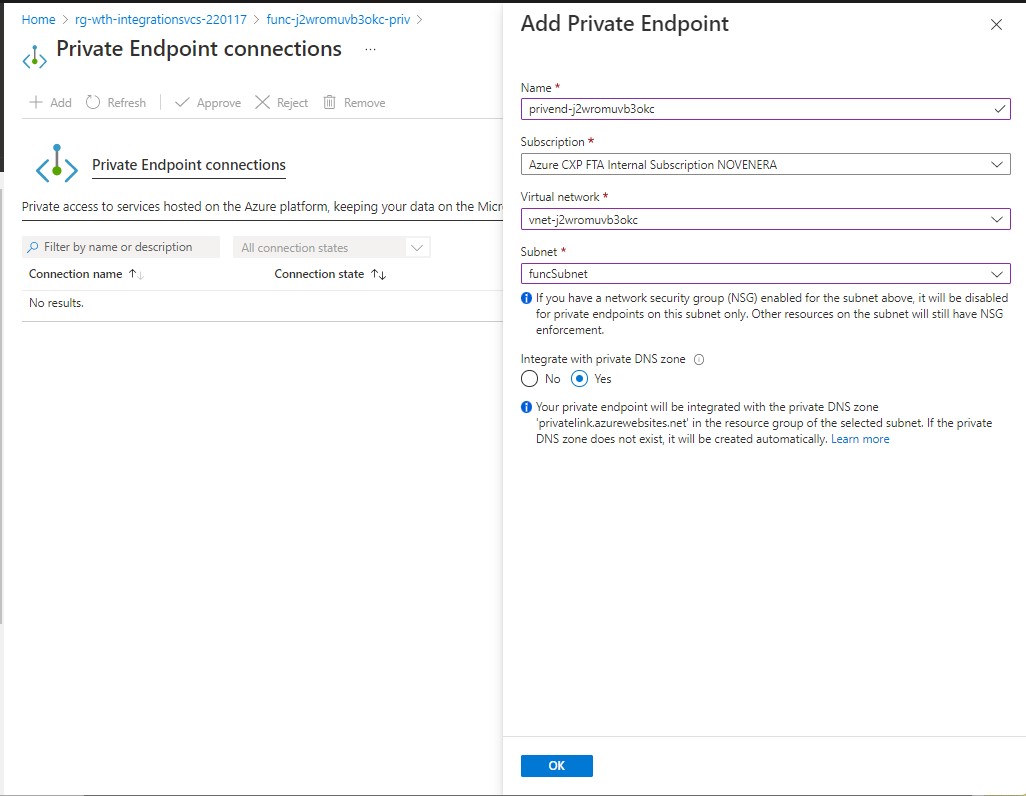 Home > rg-wth-integrationsvcs-220117 > func-j2wromuvb3okc-priv >
Private Endpoint connections ...
Add Refresh Approve Reject Remove
Private Endpoint connections
Private access to services hosted on the Azure platform, keeping your data on the Micr
Filter by name or description All connection states
Connection name ↑↓ Connection state ↑↓
No results.
Add Private Endpoint
Name *
privend-j2wromuvb3okc
Subscription *
Azure CXP FTA Internal Subscription NOVENERA
Virtual network *
vnet-j2wromuvb3okc
Subnet *
funcSubnet
If you have a network security group (NSG) enabled for the subnet above, it will be disabled
for private endpoints on this subnet only. Other resources on the subnet will still have NSG
enforcement.
Integrate with private DNS zone
No Yes
Your private endpoint will be integrated with the private DNS zone
'privatelink.azurewebsites.net' in the resource group of the selected subnet. If the private
DNS zone does not exist, it will be created automatically. Learn more
OK